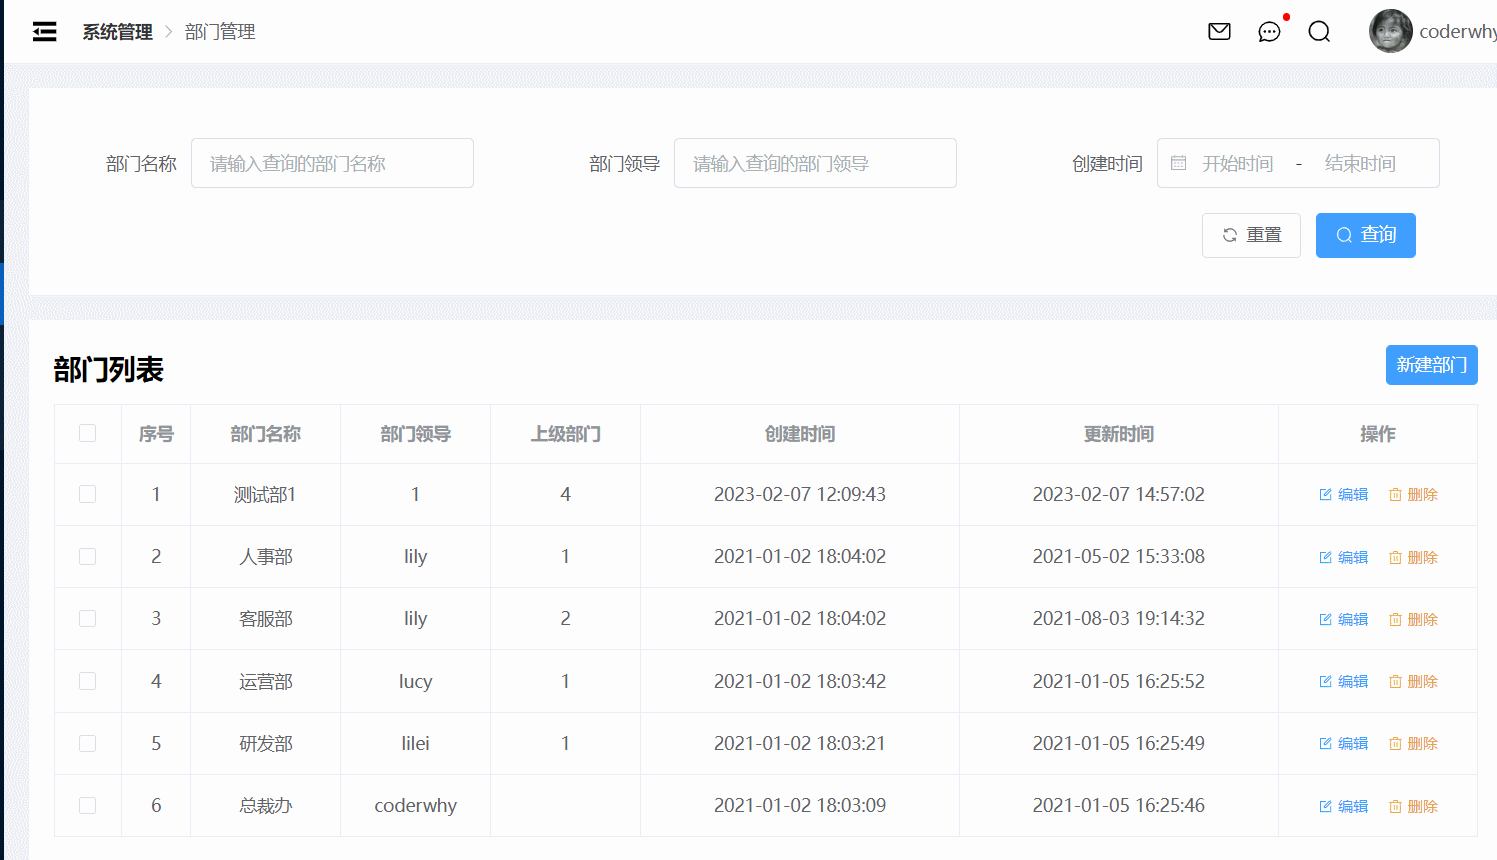 系统管理 > 部门管理 coderwhy
部门名称 请输入查询的部门名称 部门领导 请输入查询的部门领导 创建时间 开始时间 - 结束时间
重置 查询
部门列表 新建部门
序号 部门名称 部门领导 上级部门 创建时间 更新时间 操作
1 测试部1 1 4 2023-02-07 12:09:43 2023-02-07 14:57:02 编辑 删除
2 人事部 lily 1 2021-01-02 18:04:02 2021-05-02 15:33:08 编辑 删除
3 客服部 lily 2 2021-01-02 18:04:02 2021-08-03 19:14:32 编辑 删除
4 运营部 lucy 1 2021-01-02 18:03:42 2021-01-05 16:25:52 编辑 删除
5 研发部 lilei 1 2021-01-02 18:03:21 2021-01-05 16:25:49 编辑 删除
6 总裁办 coderwhy 2021-01-02 18:03:09 2021-01-05 16:25:46 编辑 删除